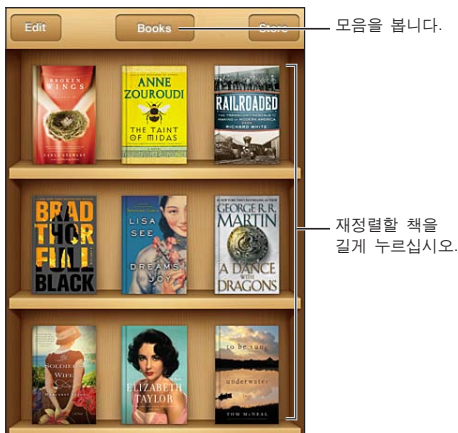 Edit
Books
Store
모음을 봅니다.
BROKEN
WINGS
ANNE
ZOUROUDI
THE TAINT
OF MIDAS
RAILROADED
RICHARD WHITE
재정렬할 책을
길게 누르십시오.
BRAD
THOR
FULL
BLACK
LISA
SEE
DREAMS
JOY
GEORGE R.R.
MARTIN
A DANCE
WITH
DRAGONS
The
SOLDIER'S
WIFE
ELIZABETH
TAYLOR
to be sung
underwater
TOM McNEAL